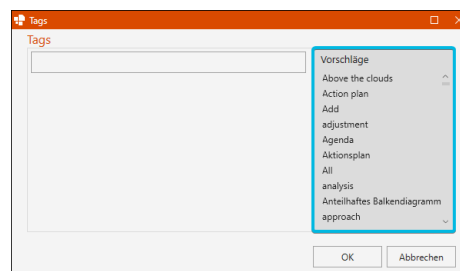 Tags
Tags
Vorschläge
Above the clouds
Action plan
Add
adjustment
Agenda
Aktionsplan
All
analysis
Anteilhaftes Balkendiagramm
approach
OK
Abbrechen